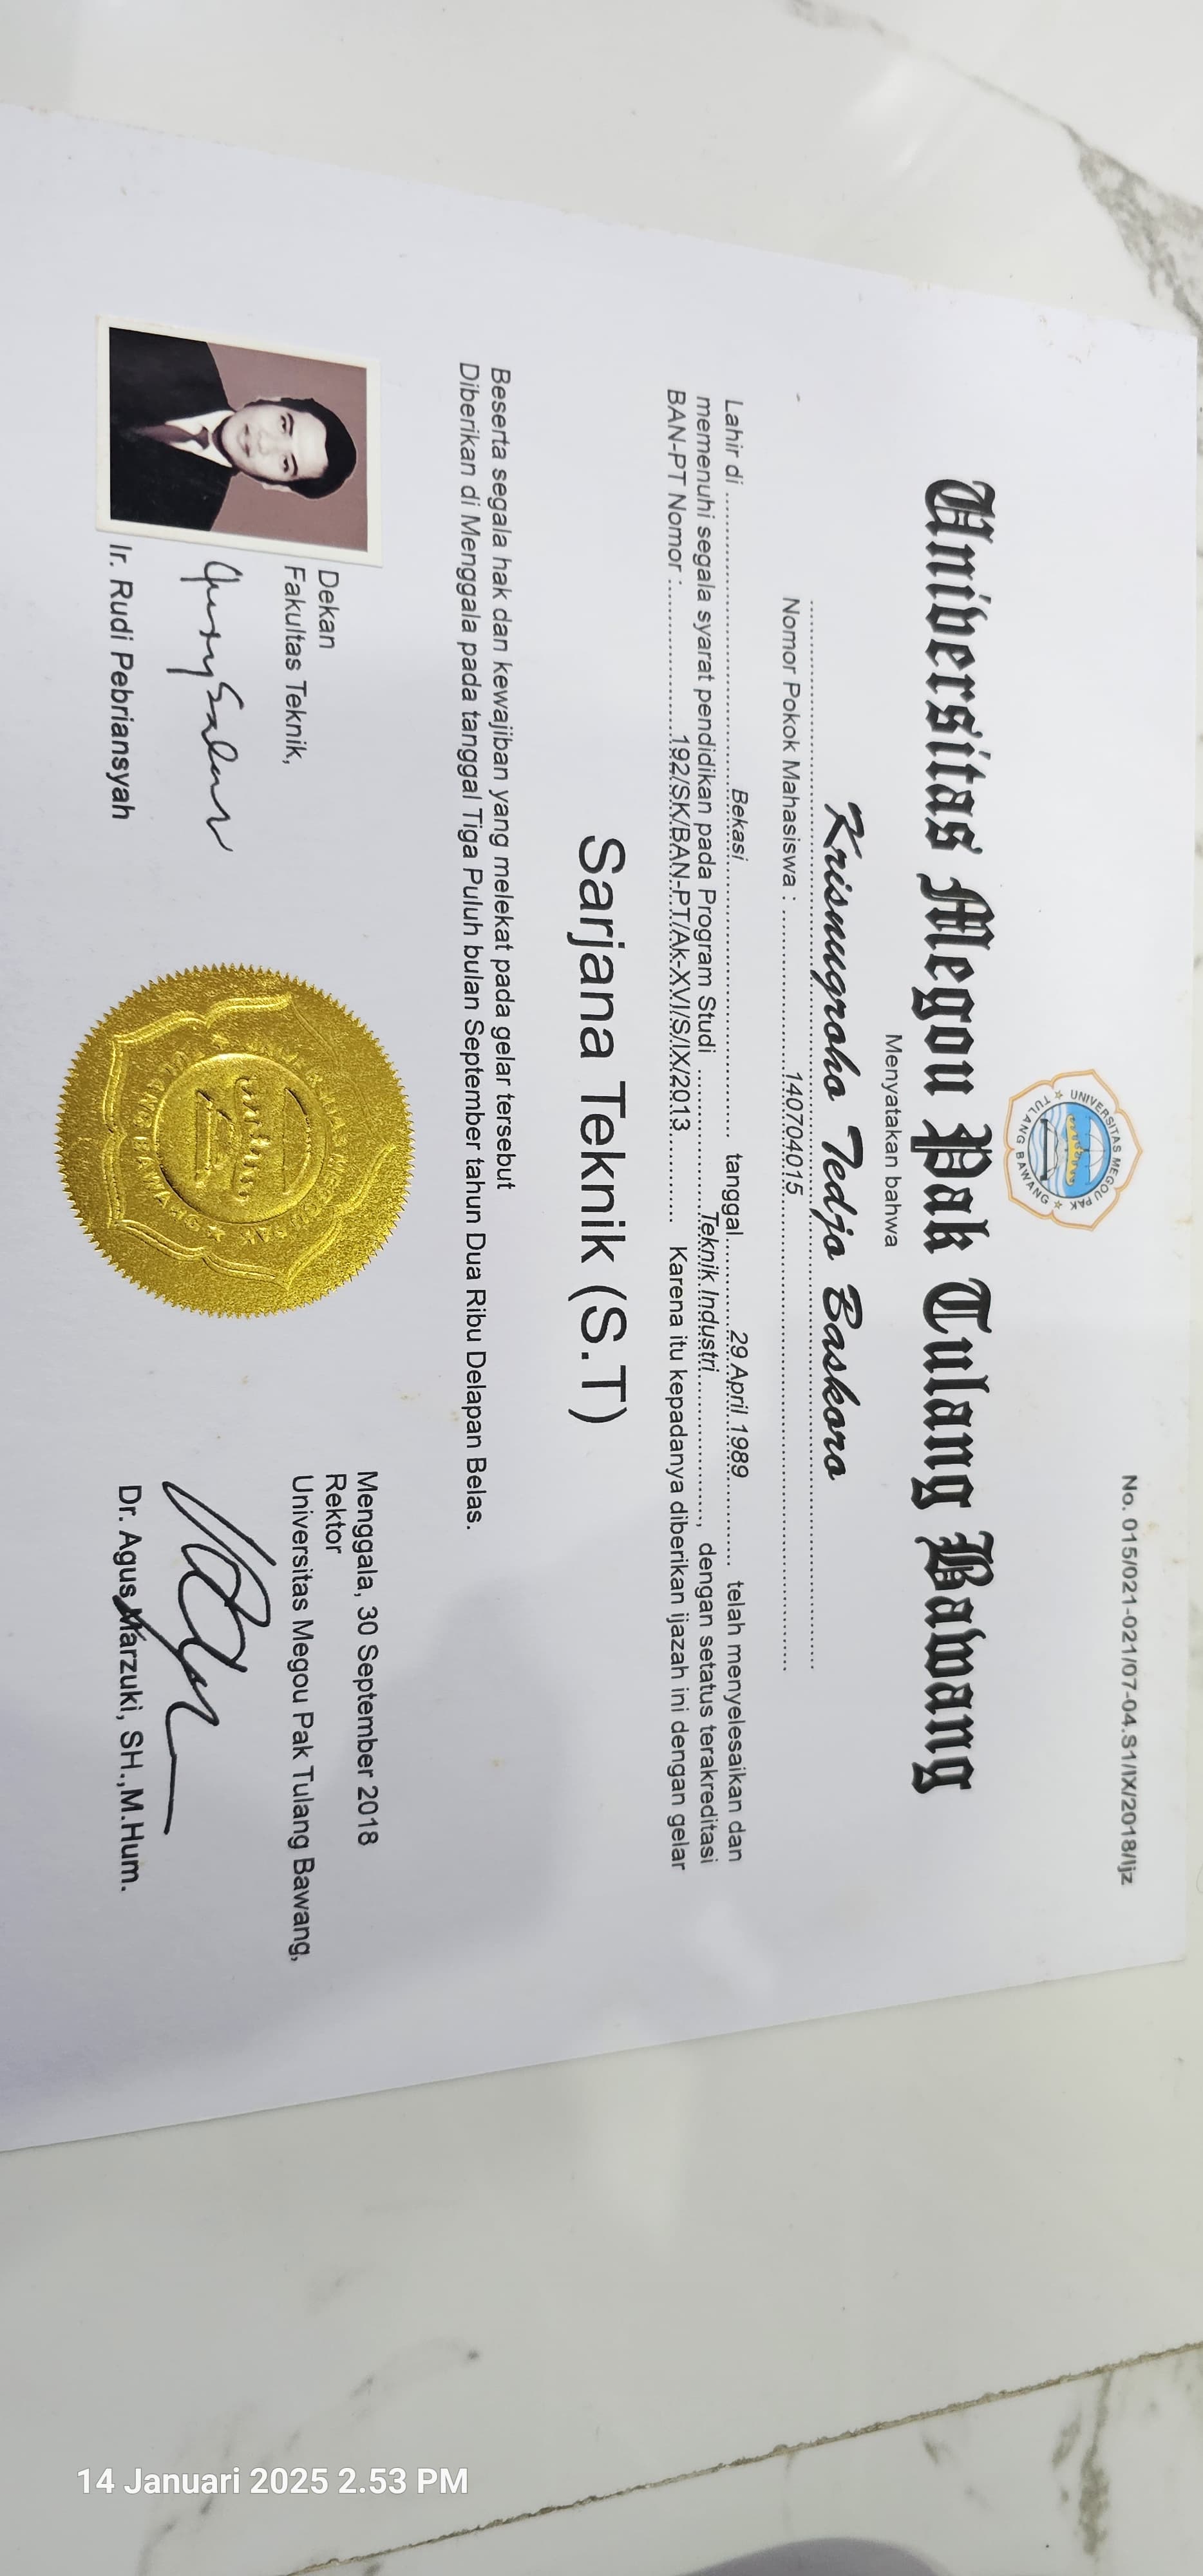 No. 015/021-021/07-04.S1/IX/2018/Ijz
UNIVERSITAS MEGOU PAK
TULANG BAWANG
Universitas Megou Pak Tulang Bawang
Menyatakan bahwa
Krisnugroho Tedjo Baskoro
Nomor Pokok Mahasiswa : 140704015
Lahir di Bekasi tanggal 29 April 1989 telah menyelesaikan dan
memenuhi segala syarat pendidikan pada Program Studi Teknik Industri, dengan setatus terakreditasi
BAN-PT Nomor : 192/SK/BAN-PT/Ak-XVI/S/IX/2013 Karena itu kepadanya diberikan ijazah ini dengan gelar
Sarjana Teknik (S.T)
Beserta segala hak dan kewajiban yang melekat pada gelar tersebut
Diberikan di Menggala pada tanggal Tiga Puluh bulan September tahun Dua Ribu Delapan Belas.
Dekan
Fakultas Teknik,
Ir. Rudi Pebriansyah
Menggala, 30 September 2018
Rektor
Universitas Megou Pak Tulang Bawang,
Dr. Agus Marzuki, SH.,M.Hum.
14 Januari 2025 2.53 PM